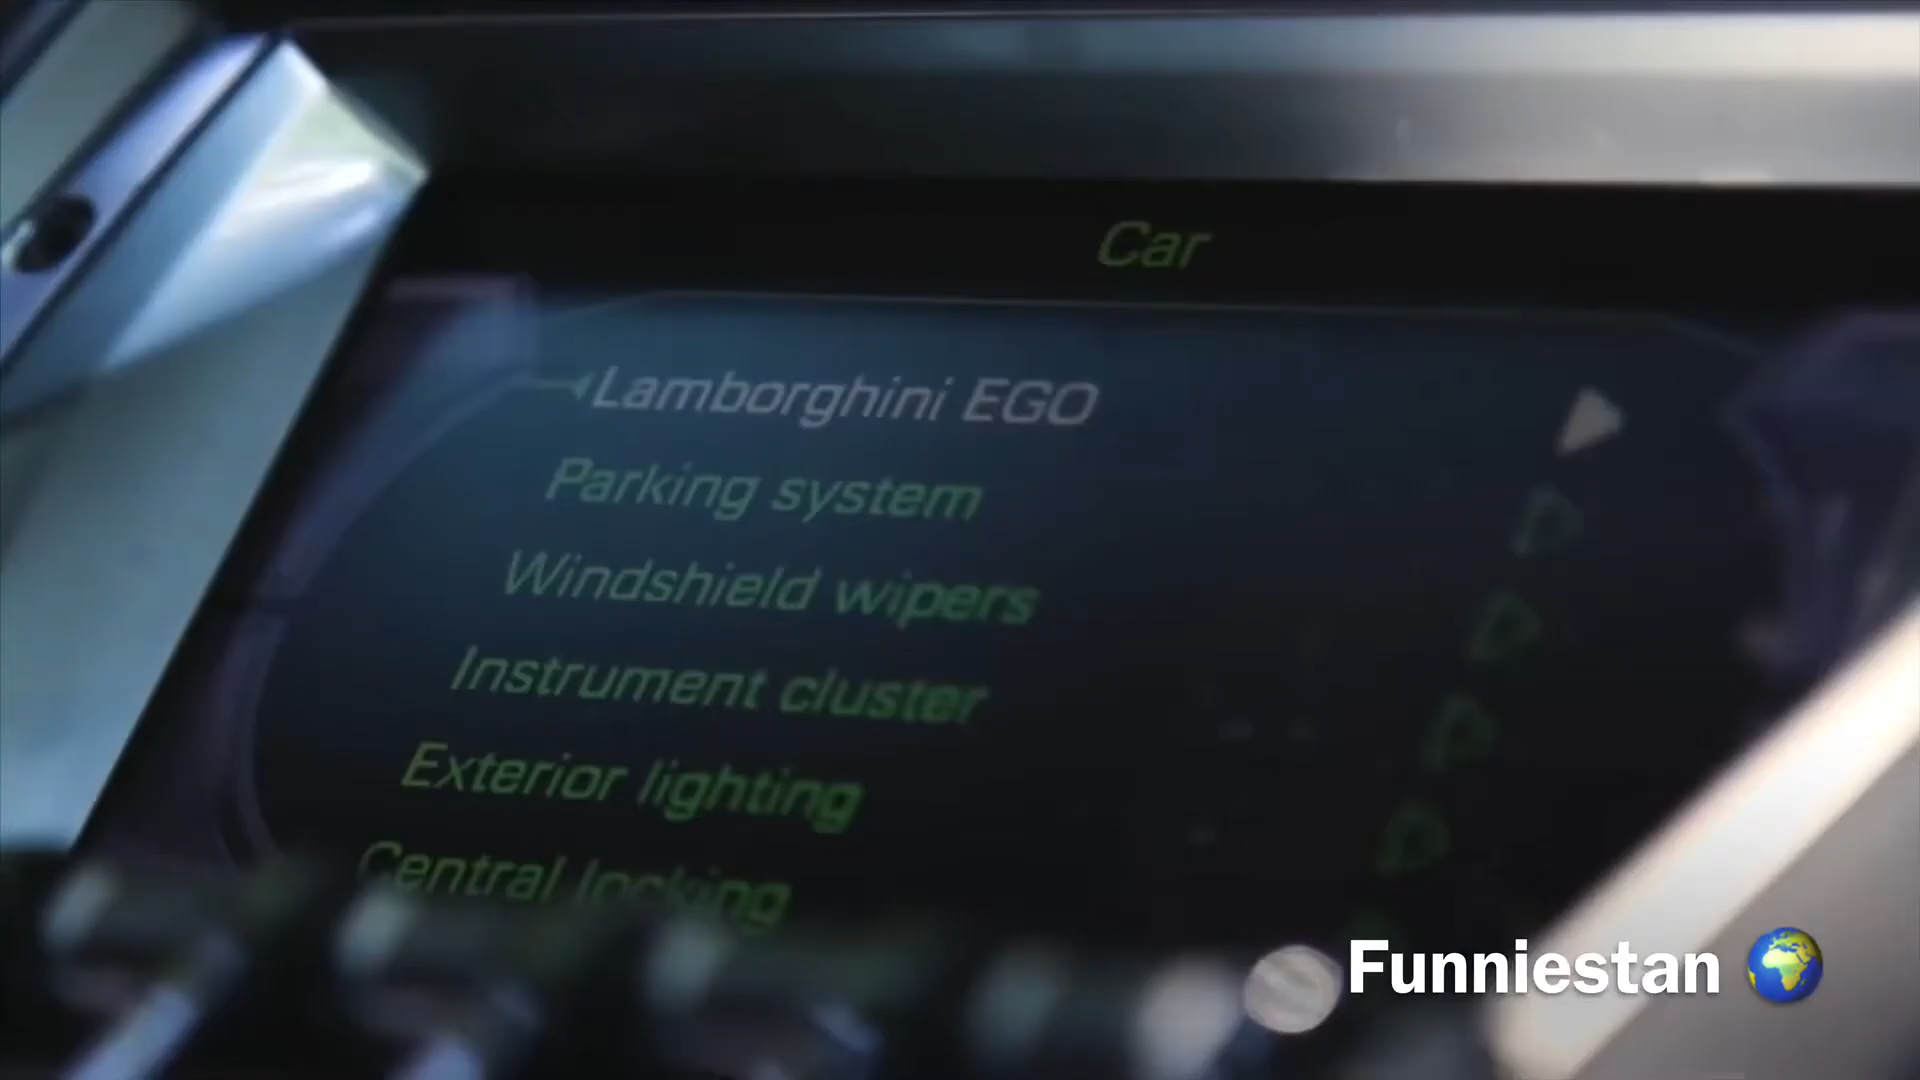 Car
Lamborghini EGO
Parking system
Windshield wipers
Instrument cluster
Exterior lighting
Central locking
Funniestan